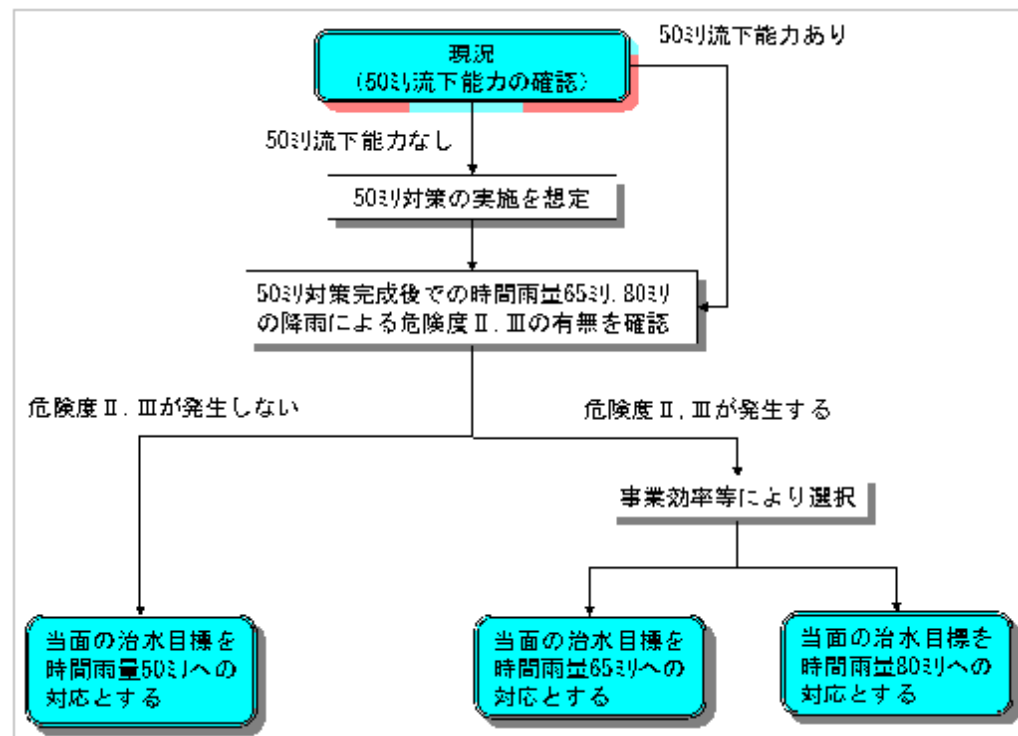 50ミリ流下能力あり
現況
(50ミリ流下能力の確認)
50ミリ流下能力なし
50ミリ対策の実施を想定
50ミリ対策完成後での時間雨量65ミリ.80ミリ
の降雨による危険度Ⅱ.Ⅲの有無を確認
危険度Ⅱ.Ⅲが発生しない
危険度Ⅱ.Ⅲが発生する
事業効率等により選択
当面の治水目標を
時間雨量50ミリへの
対応とする
当面の治水目標を
時間雨量65ミリへの
対応とする
当面の治水目標を
時間雨量80ミリへの
対応とする